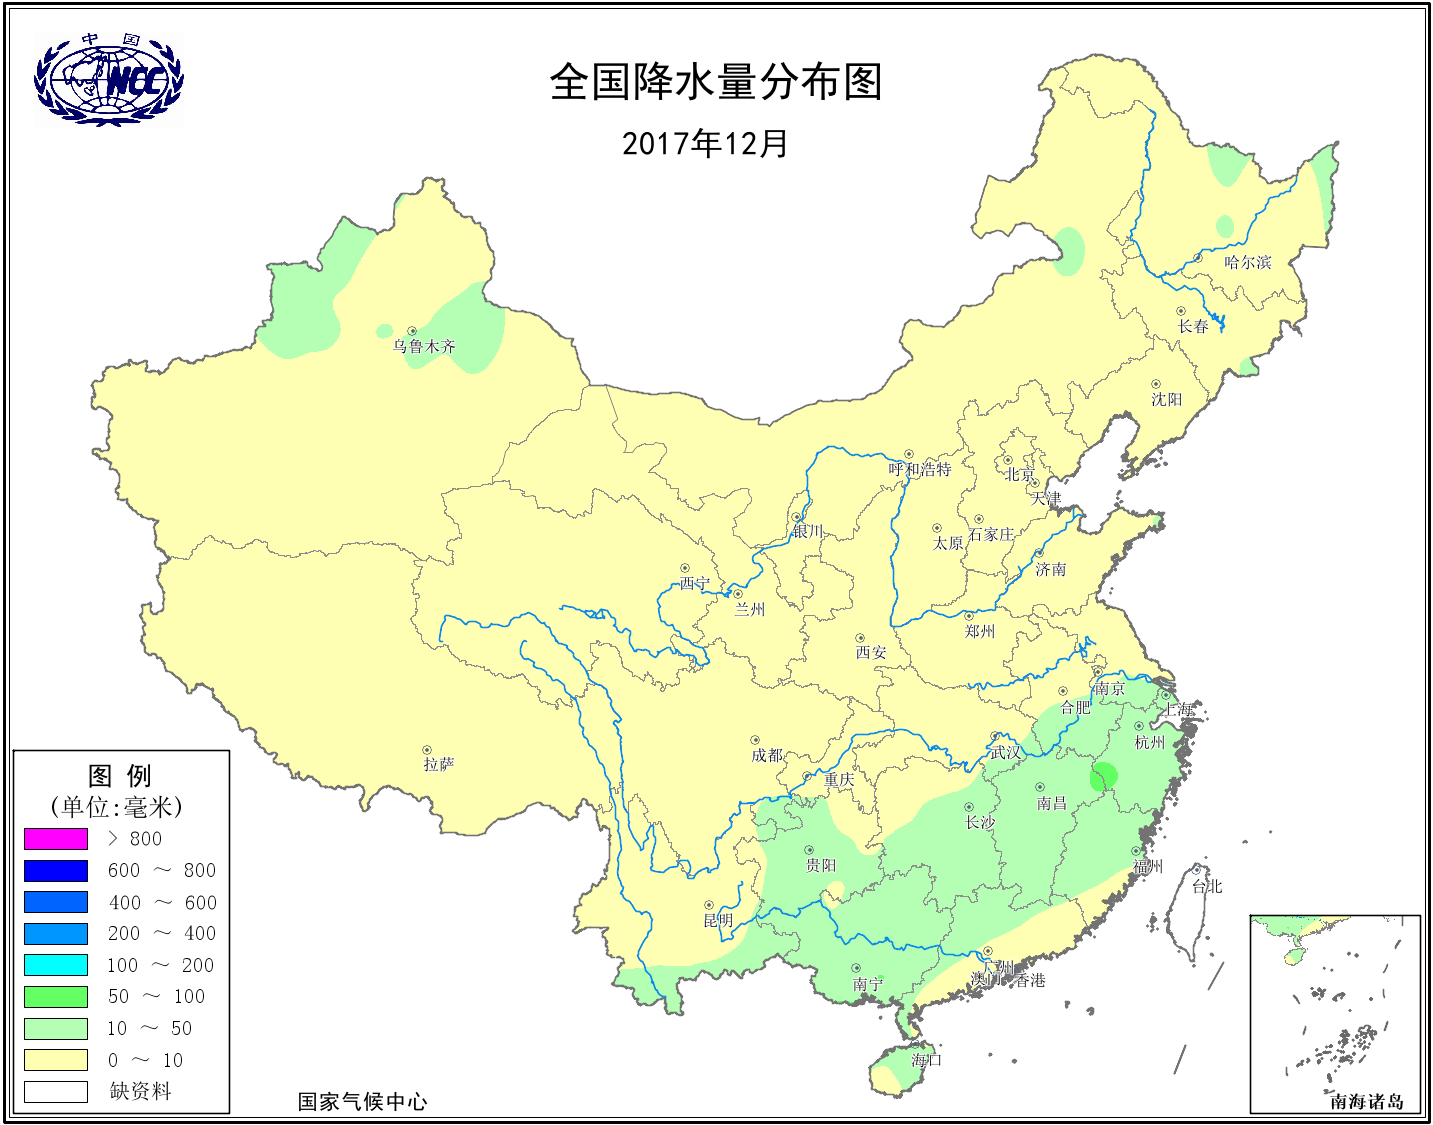 中国
NCC
全国降水量分布图
2017年12月
哈尔滨
长春
乌鲁木齐
沈阳
呼和浩特
北京
天津
银川
石家庄
太原
济南
西宁
兰州
郑州
西安
南京
合肥
上海
杭州
武汉
成都
拉萨
重庆
南昌
长沙
贵阳
福州
台北
昆明
广州
南宁
澳门
香港
海口
图 例
(单位:毫米)
> 800
600 ~ 800
400 ~ 600
200 ~ 400
100 ~ 200
50 ~ 100
10 ~ 50
0 ~ 10
缺资料
国家气候中心
南海诸岛